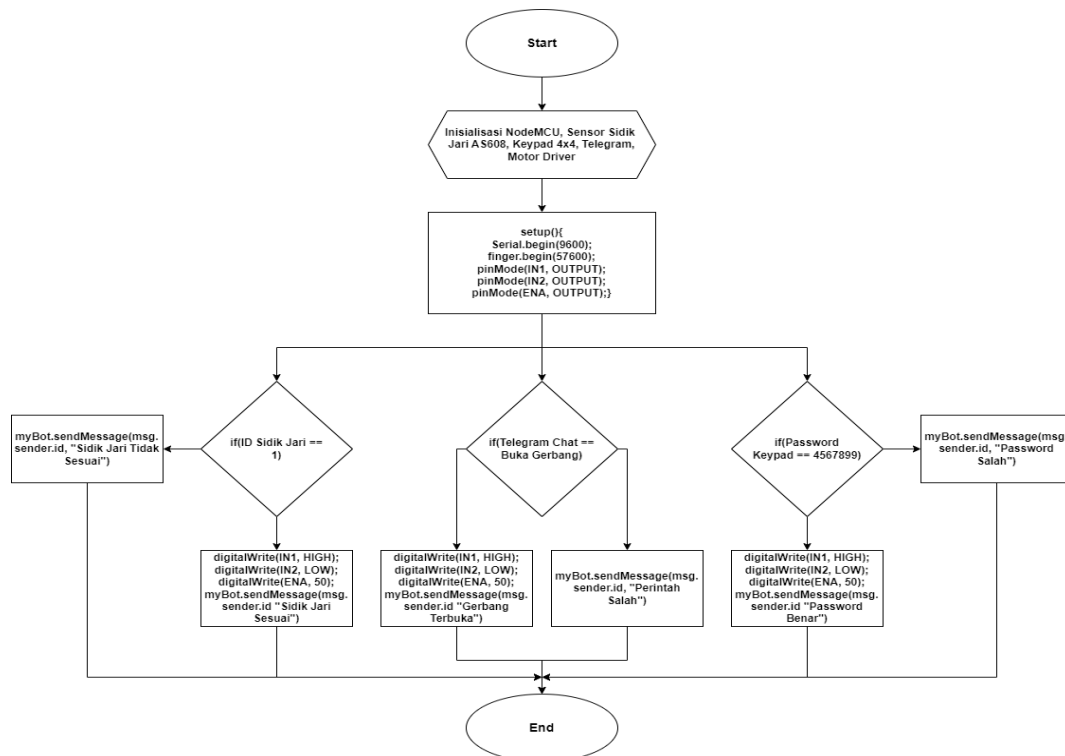 Start
Inisialisasi NodeMCU, Sensor Sidik
Jari AS608, Keypad 4x4, Telegram,
Motor Driver
setup(){
Serial.begin(9600);
finger.begin(57600);
pinMode(IN1, OUTPUT);
pinMode(IN2, OUTPUT);
pinMode(ENA, OUTPUT);}
myBot.sendMessage(msg.
sender.id, "Sidik Jari Tidak
Sesuai")
if(ID Sidik Jari ==
1)
if(Telegram Chat ==
Buka Gerbang)
if(Password
Keypad == 4567899)
myBot.sendMessage(msg.
sender.id, "Password
Salah")
digitalWrite(IN1, HIGH);
digitalWrite(IN2, LOW);
digitalWrite(ENA, 50);
myBot.sendMessage(msg.
sender.id "Sidik Jari
Sesuai")
digitalWrite(IN1, HIGH);
digitalWrite(IN2, LOW);
digitalWrite(ENA, 50);
myBot.sendMessage(msg.
sender.id "Gerbang
Terbuka")
myBot.sendMessage(msg.
sender.id, "Perintah
Salah")
digitalWrite(IN1, HIGH);
digitalWrite(IN2, LOW);
digitalWrite(ENA, 50);
myBot.sendMessage(msg.
sender.id "Password
Benar")
End